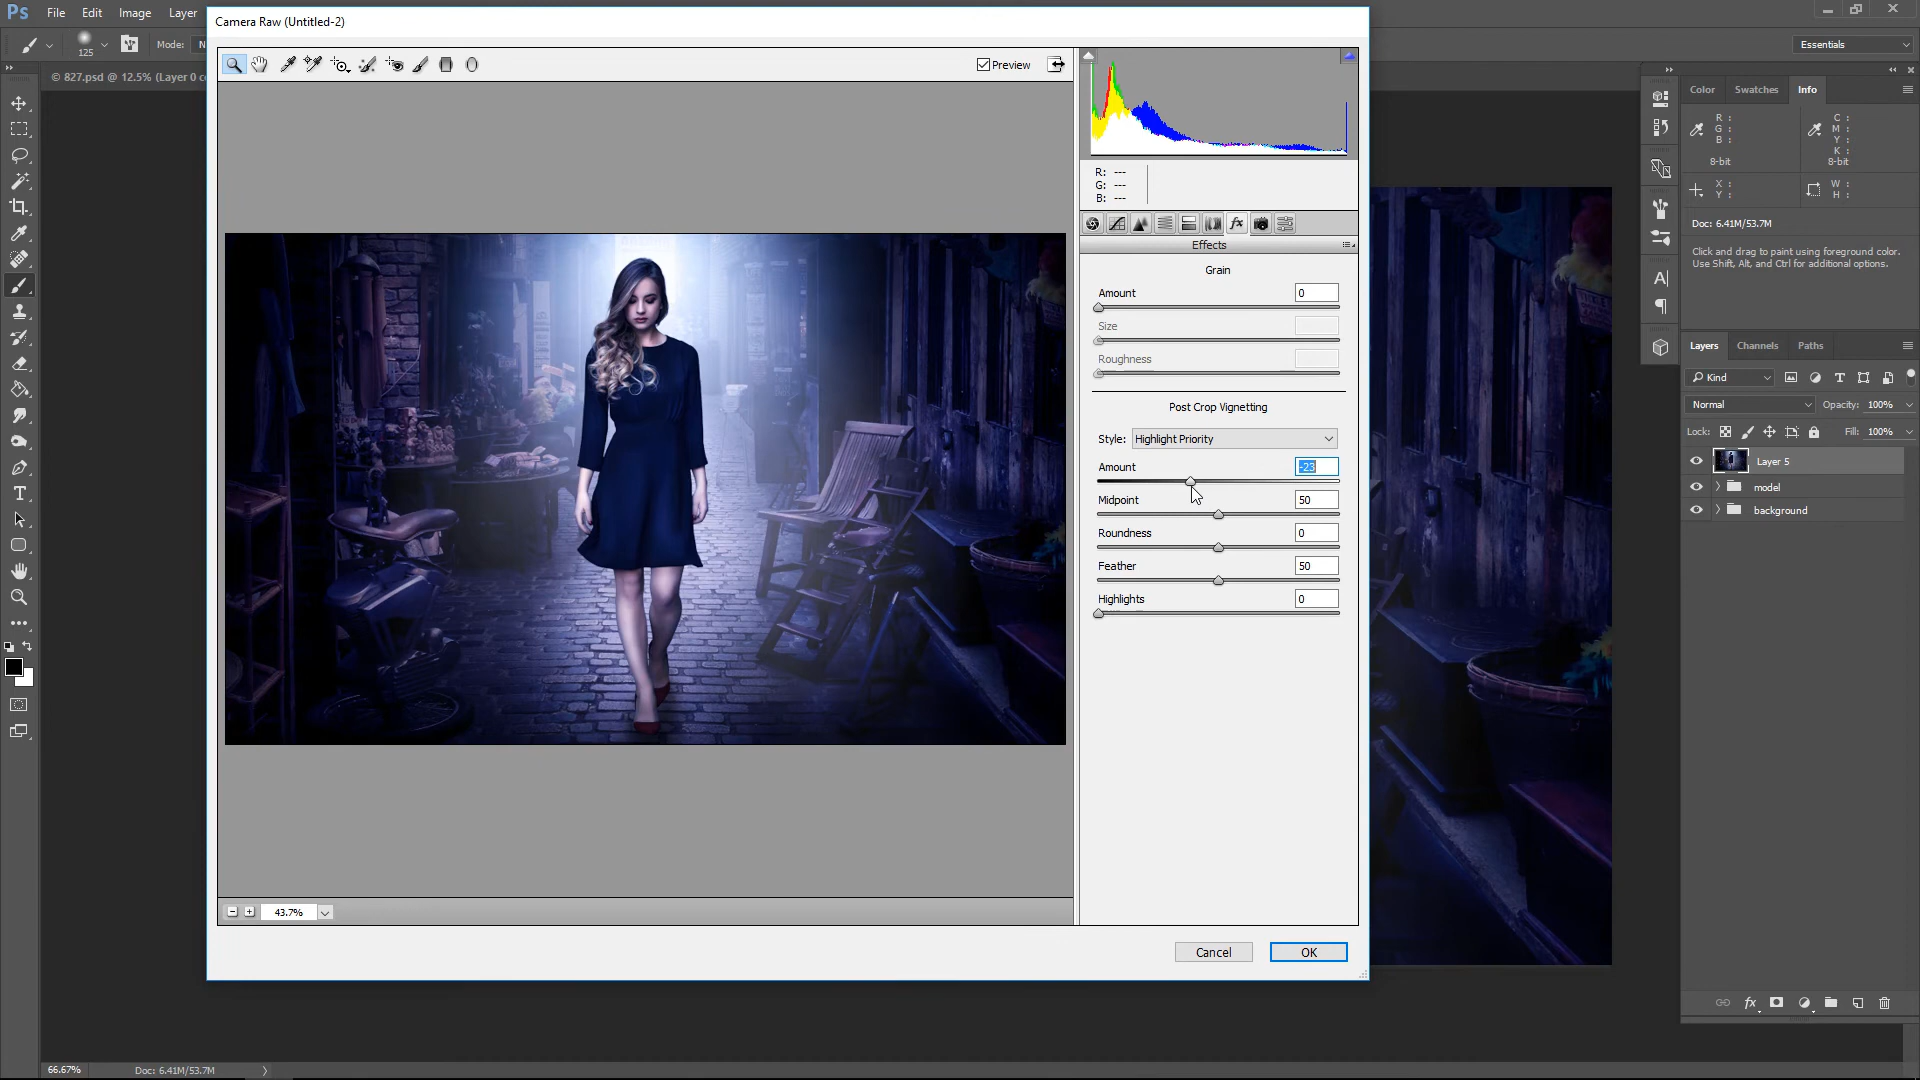 Ps File Edit Image Layer
Camera Raw (Untitled-2)
125 Mode: N
Essentials
© 827.psd @ 12.5% (Layer 0 co
Preview
Color Swatches Info
R :
G :
B :
C :
M :
Y :
K :
8-bit 8-bit
X :
Y :
W :
H :
Doc: 6.41M/53.7M
Click and drag to paint using foreground color.
Use Shift, Alt, and Ctrl for additional options.
R: ---
G: ---
B: ---
fx
Effects
Grain
Amount 0
Size
Roughness
Post Crop Vignetting
Style: Highlight Priority
Amount -23
Midpoint 50
Roundness 0
Feather 50
Highlights 0
Layers Channels Paths
Kind
Normal Opacity: 100%
Lock: Fill: 100%
Layer 5
model
background
43.7%
Cancel OK
fx
66.67% Doc: 6.41M/53.7M